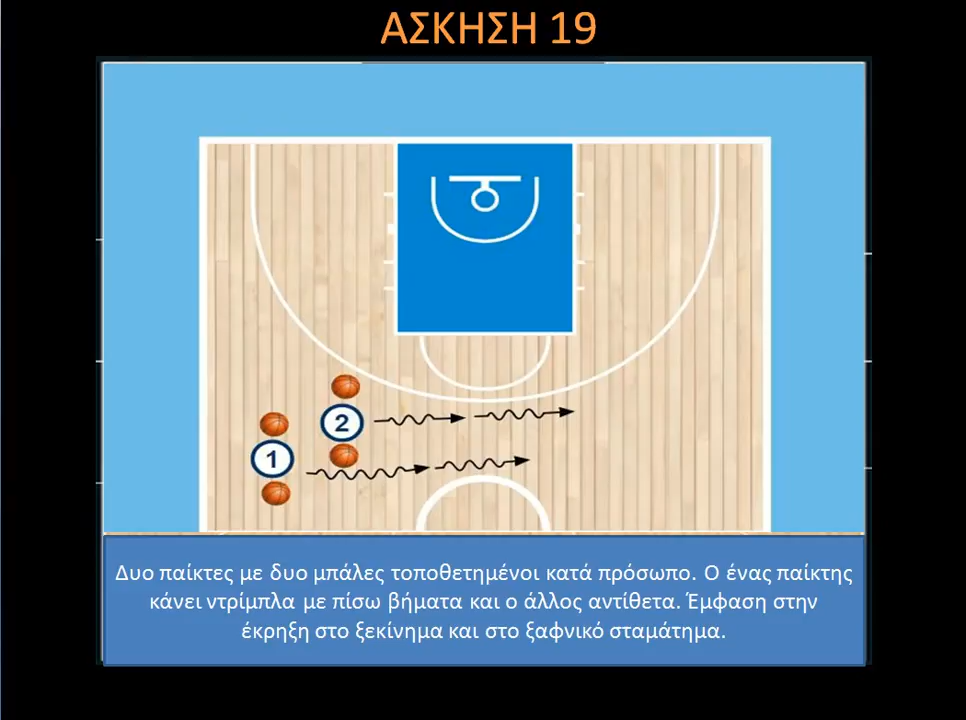 ΑΣΚΗΣΗ 19
2
1
Δυο παίκτες με δυο μπάλες τοποθετημένοι κατά πρόσωπο. Ο ένας παίκτης
κάνει ντρίμπλα με πίσω βήματα και ο άλλος αντίθετα. Έμφαση στην
έκρηξη στο ξεκίνημα και στο ξαφνικό σταμάτημα.